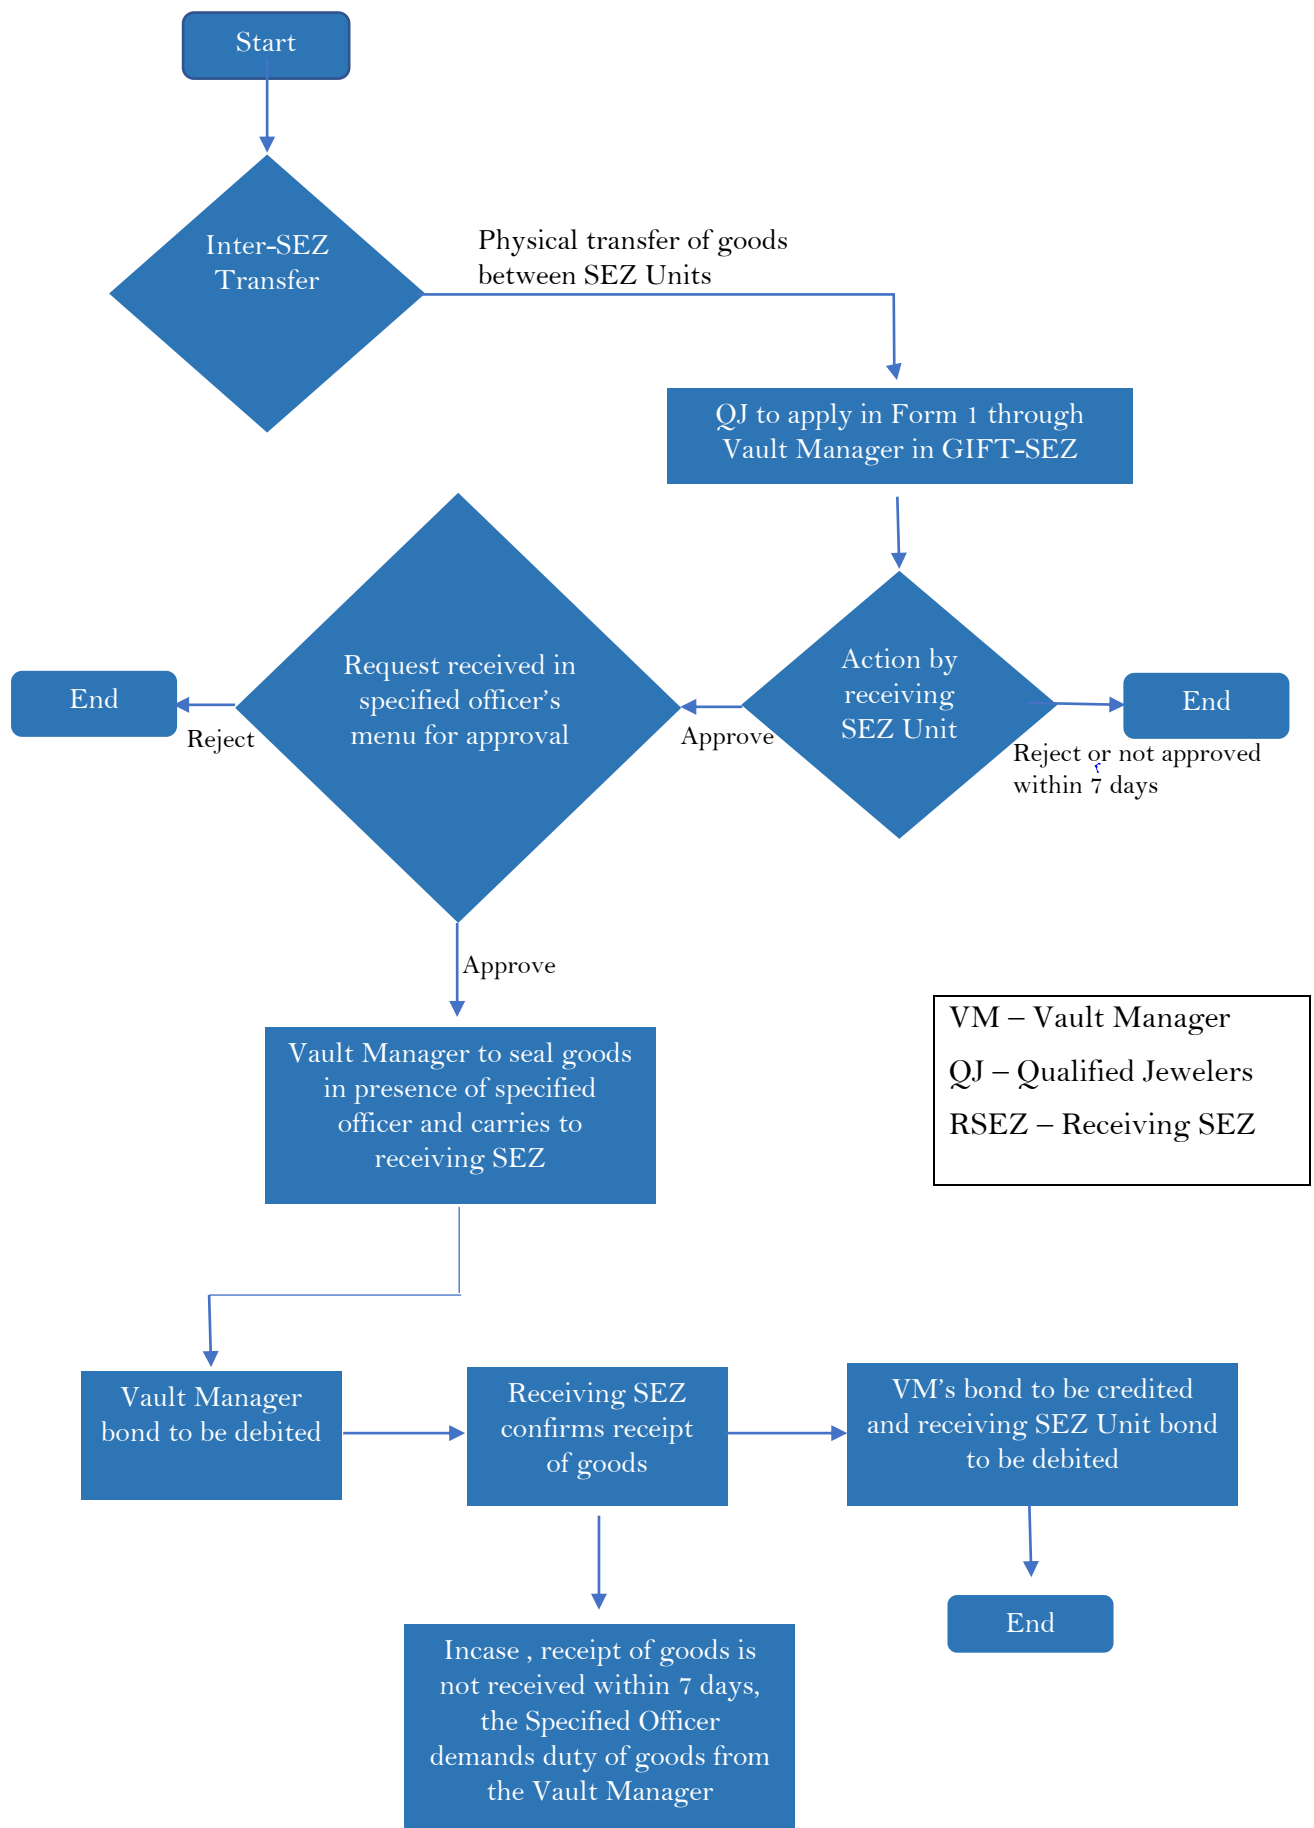 Start
Inter-SEZ
Transfer
Physical transfer of goods
between SEZ Units
QJ to apply in Form 1 through
Vault Manager in GIFT-SEZ
Action by
receiving
SEZ Unit
End
Reject or not approved
within 7 days
Approve
Request received in
specified officer's
menu for approval
End
Reject
Approve
Vault Manager to seal goods
in presence of specified
officer and carries to
receiving SEZ
VM – Vault Manager
QJ – Qualified Jewelers
RSEZ – Receiving SEZ
Vault Manager
bond to be debited
Receiving SEZ
confirms receipt
of goods
VM's bond to be credited
and receiving SEZ Unit bond
to be debited
End
Incase , receipt of goods is
not received within 7 days,
the Specified Officer
demands duty of goods from
the Vault Manager